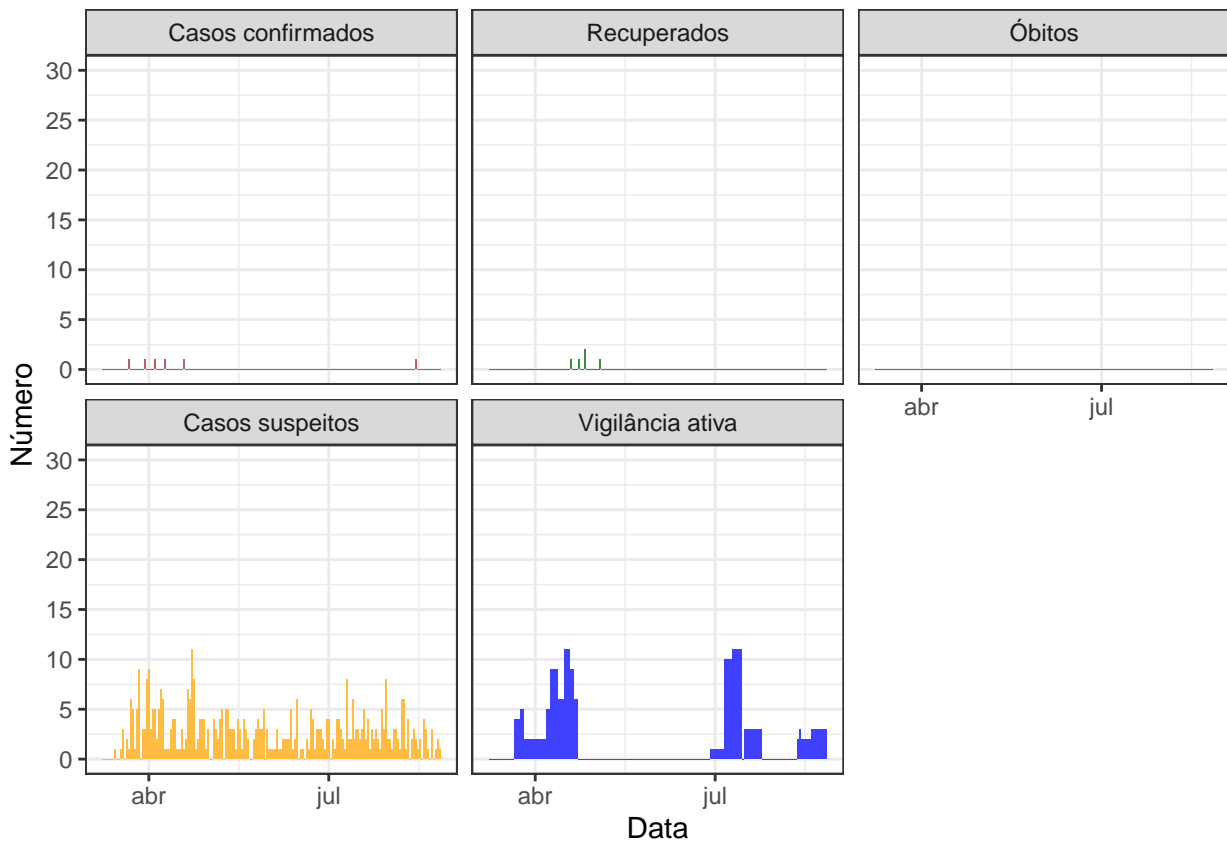 Casos confirmados
Recuperados
Óbitos
30
25
20
15
10
5
0
abr
jul
Número
Casos suspeitos
Vigilância ativa
30
25
20
15
10
5
0
abr
jul
abr
jul
Data